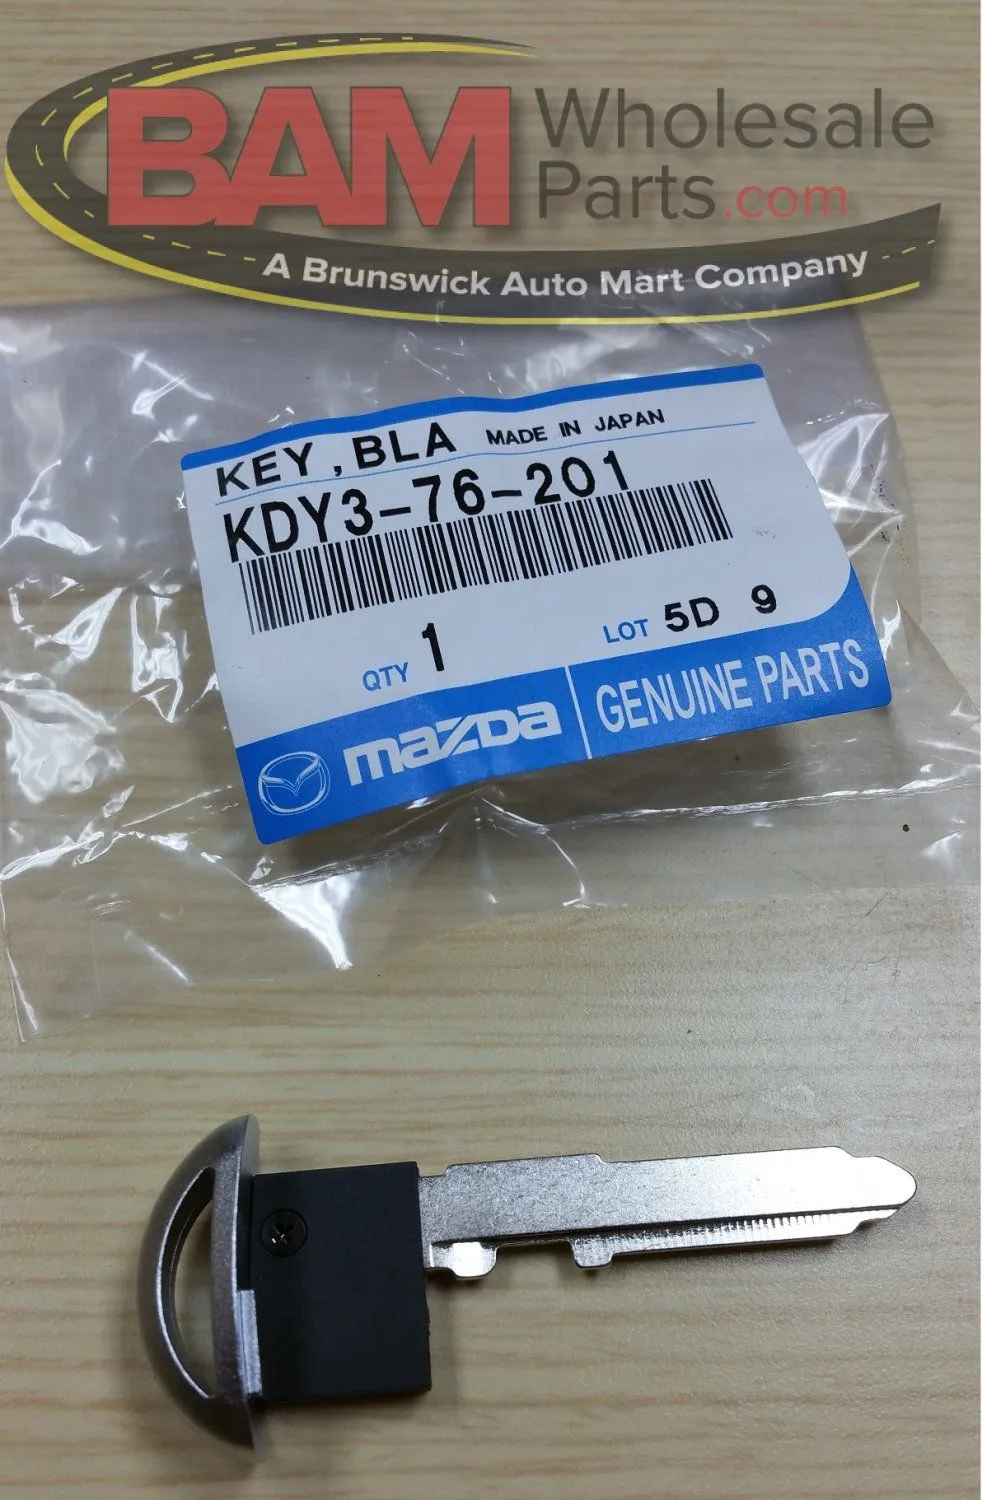 BAM Wholesale
Parts.com
A Brunswick Auto Mart Company
KEY, BLA MADE IN JAPAN
KDY3-76-201
QTY 1 LOT 5D 9
mazda GENUINE PARTS